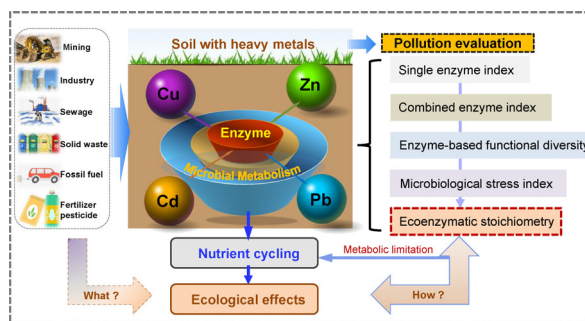 Mining
Industry
Sewage
Solid waste
Fossil fuel
Fertilizer
pesticide
Soil with heavy metals
Cu
Zn
Enzyme
Microbial Metabolism
Cd
Pb
Pollution evaluation
Single enzyme index
Combined enzyme index
Enzyme-based functional diversity
Microbiological stress index
Ecoenzymatic stoichiometry
Nutrient cycling
Metabolic limitation
Ecological effects
What ?
How ?